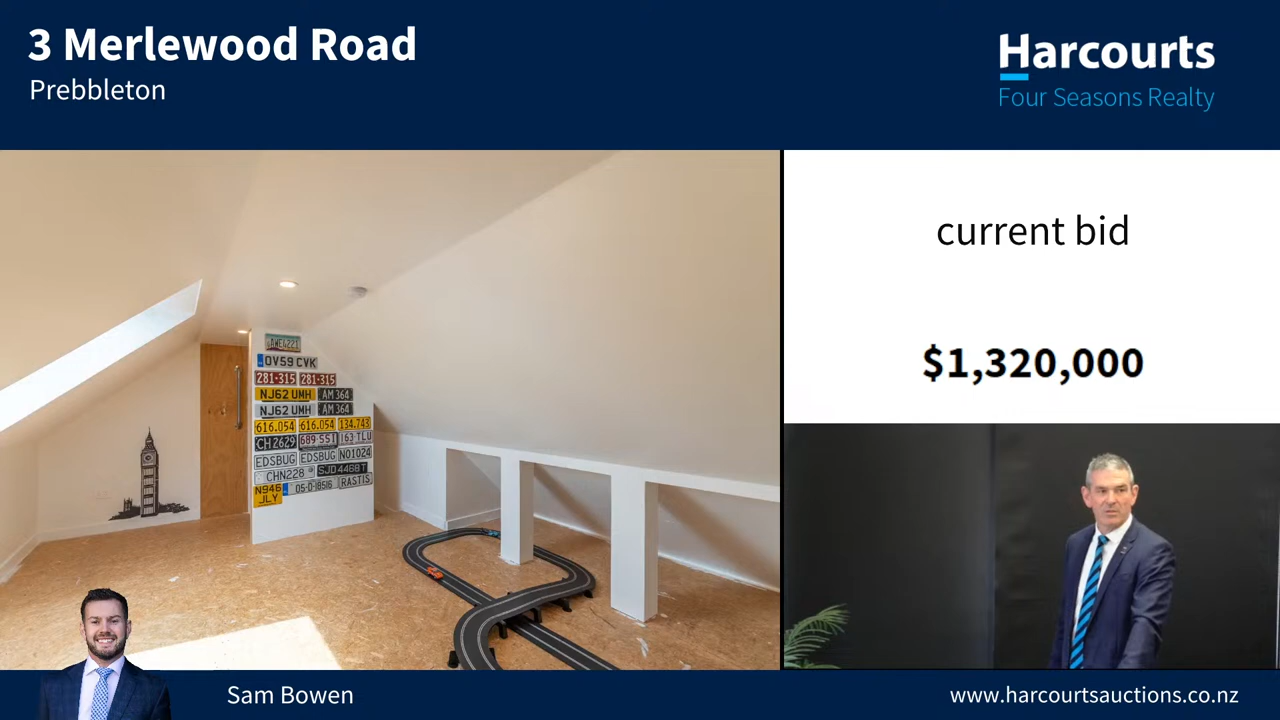 3 Merlewood Road
Prebbleton
Harcourts
Four Seasons Realty
current bid
$1,320,000
OV59 CVK
281·315 281·315
NJ62 UMH AM 364
NJ62 UMH AM 364
616.054 616.054 134.743
CH 2629 689 551 163 TLU
EDSBUG EDSBUG NO1024
CHN228 SJD 4468T
N946 JLY 05-D-18516 RASTIS
Sam Bowen
www.harcourtsauctions.co.nz